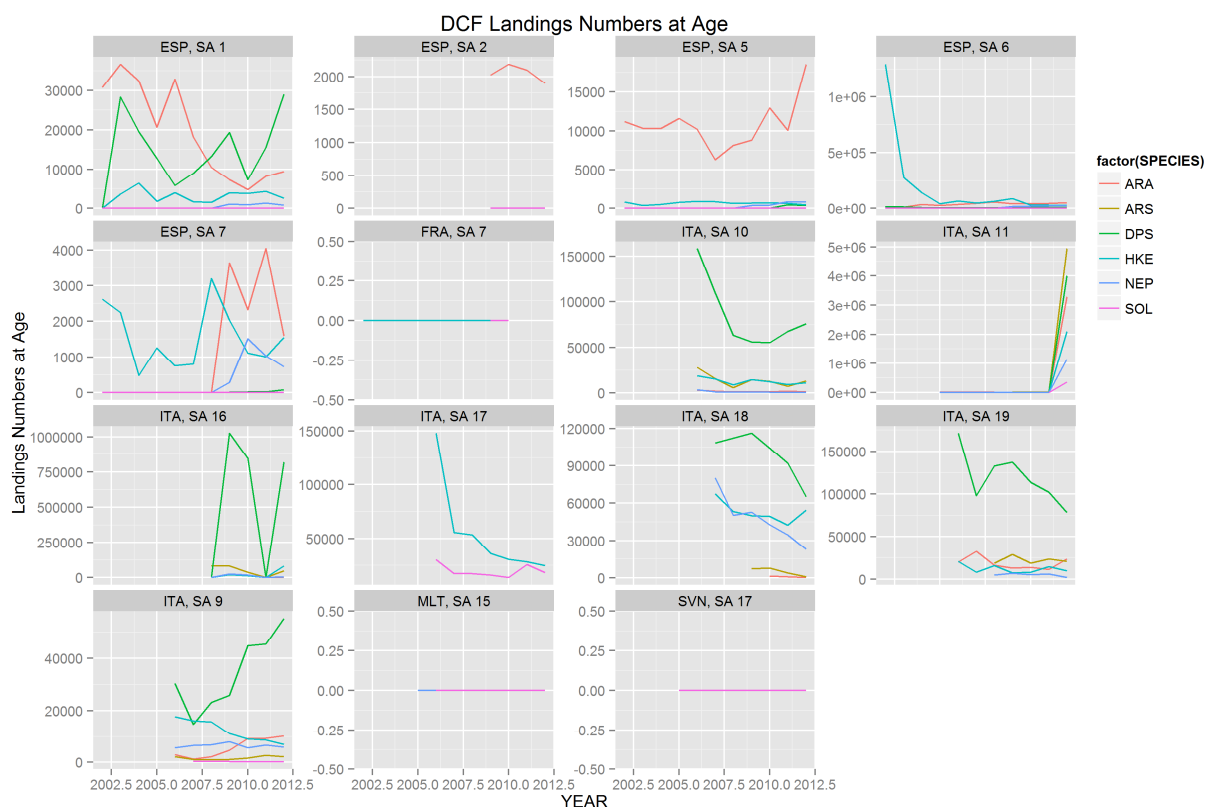 DCF Landings Numbers at Age
ESP, SA 1
ESP, SA 2
ESP, SA 5
ESP, SA 6
30000
20000
10000
0
2000
1500
1000
500
0
15000
10000
5000
0
1e+06
5e+05
0e+00
ESP, SA 7
FRA, SA 7
ITA, SA 10
ITA, SA 11
4000
3000
2000
1000
0
0.50
0.25
0.00
-0.25
-0.50
150000
100000
50000
0
5e+06
4e+06
3e+06
2e+06
1e+06
0e+00
ITA, SA 16
ITA, SA 17
ITA, SA 18
ITA, SA 19
1000000
750000
500000
250000
0
150000
100000
50000
120000
90000
60000
30000
0
150000
100000
50000
0
ITA, SA 9
MLT, SA 15
SVN, SA 17
40000
20000
0
0.50
0.25
0.00
-0.25
-0.50
0.50
0.25
0.00
-0.25
-0.50
2002.5 2005.0 2007.5 2010.0 2012.5
2002.5 2005.0 2007.5 2010.0 2012.5
2002.5 2005.0 2007.5 2010.0 2012.5
YEAR
Landings Numbers at Age
factor(SPECIES)
ARA
ARS
DPS
HKE
NEP
SOL